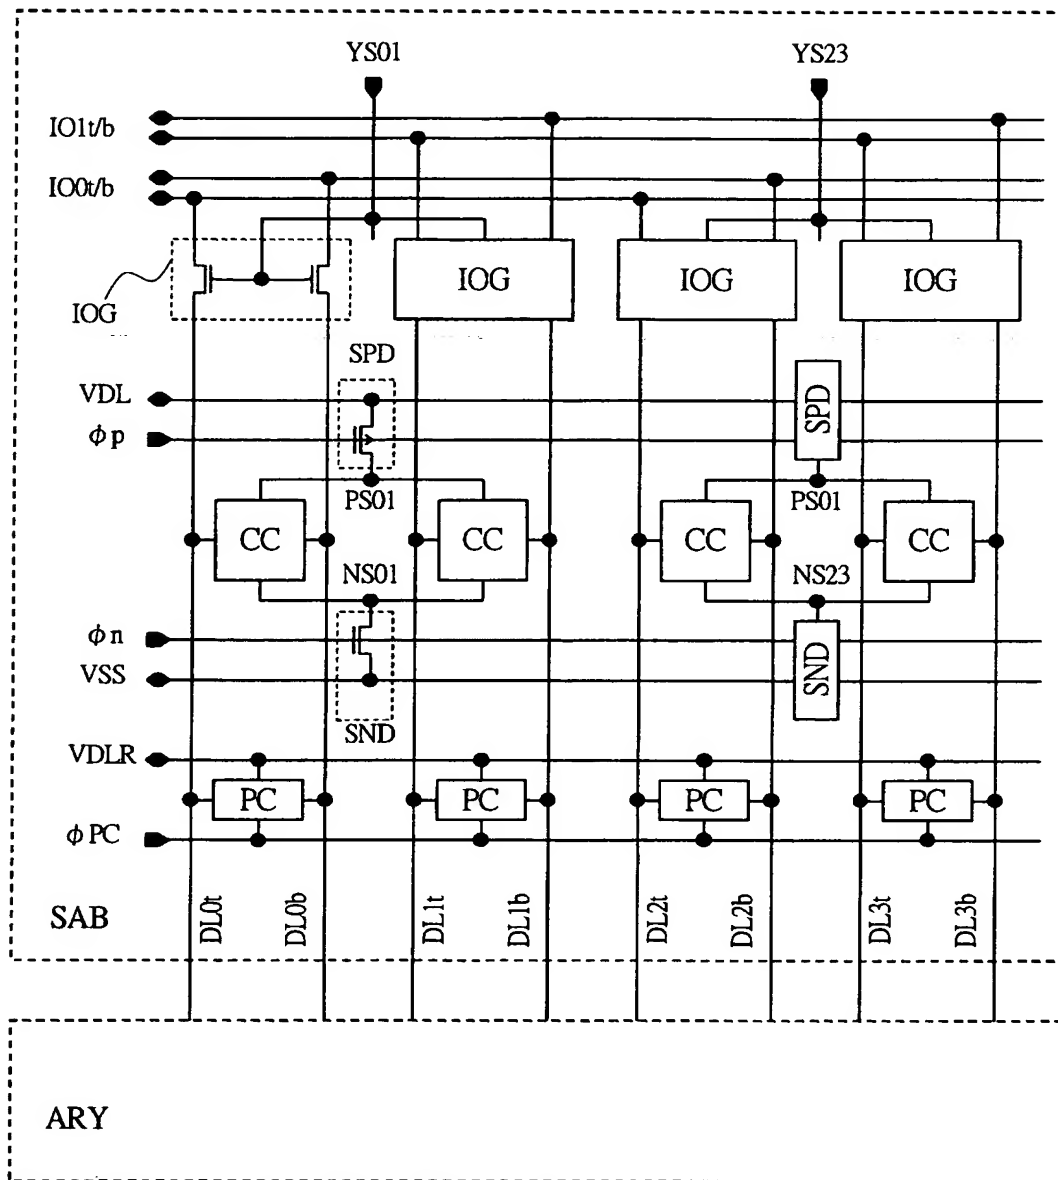 YS01 YS23
IO1t/b
IO0t/b
IOG IOG IOG
IOG
SPD
VDL
SPD
ϕp
PS01 PS01
CC CC CC CC
NS01 NS23
ϕn
SND
VSS
SND
VDLR
PC PC PC PC
ϕPC
DL0t DL0b DL1t DL1b DL2t DL2b DL3t DL3b
SAB
ARY